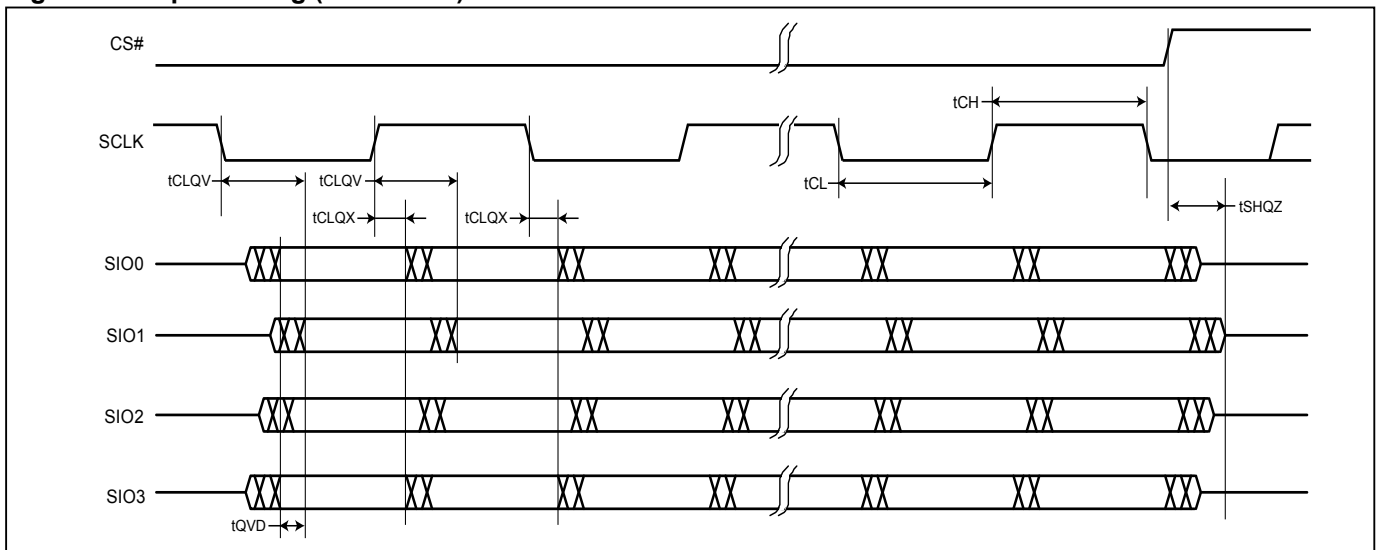 CS#
tCH
SCLK
tCLQV
tCLQV
tCL
tCLQX
tCLQX
tSHQZ
SIO0
SIO1
SIO2
SIO3
tQVD